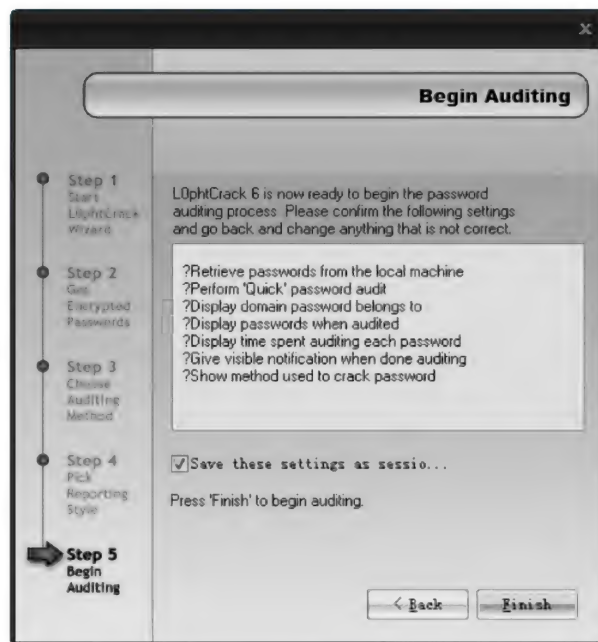 Begin Auditing
Step 1
Start
L0phtCrack
Wizard
Step 2
Get
Encrypted
Passwords
Step 3
Choose
Auditing
Method
Step 4
Pick
Reporting
Style
Step 5
Begin
Auditing
L0phtCrack 6 is now ready to begin the password
auditing process. Please confirm the following settings
and go back and change anything that is not correct.
?Retrieve passwords from the local machine
?Perform 'Quick' password audit
?Display domain password belongs to
?Display passwords when audited
?Display time spent auditing each password
?Give visible notification when done auditing
?Show method used to crack password
Save these settings as sessio...
Press 'Finish' to begin auditing.
< Back
Finish